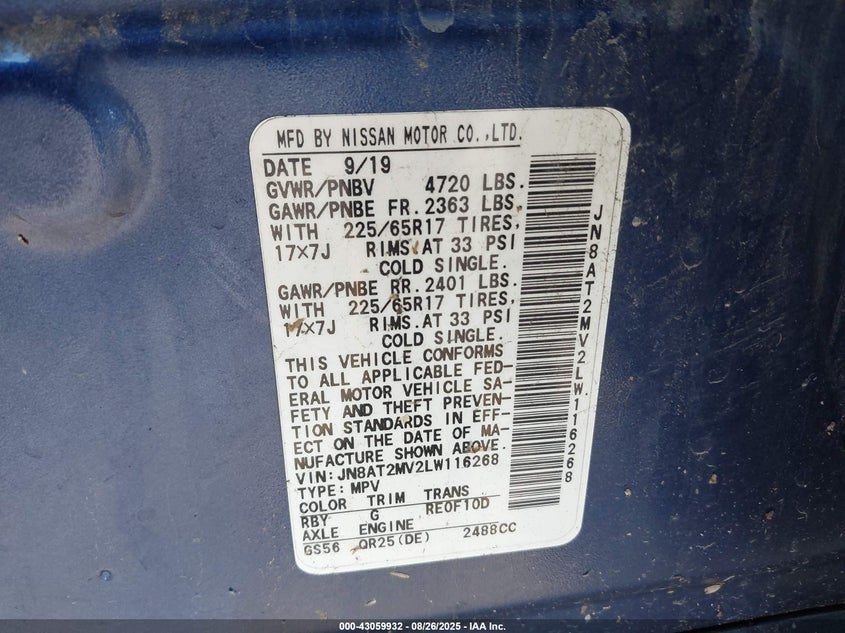 MFD BY NISSAN MOTOR CO.,LTD.
DATE 9/19
GVWR/PNBV 4720 LBS.
GAWR/PNBE FR. 2363 LBS.
WITH 225/65R17 TIRES,
17×7J RIMS.AT 33 PSI
COLD SINGLE.
GAWR/PNBE RR. 2401 LBS.
WITH 225/65R17 TIRES,
17×7J RIMS.AT 33 PSI
COLD SINGLE.
THIS VEHICLE CONFORMS
TO ALL APPLICABLE FED-
ERAL MOTOR VEHICLE SA-
FETY AND THEFT PREVEN-
TION STANDARDS IN EFF-
ECT ON THE DATE OF MA-
NUFACTURE SHOWN ABOVE.
VIN:JN8AT2MV2LW116268
TYPE:MPV
COLOR TRIM TRANS
RBY G RE0F10D
AXLE ENGINE
GS56 QR25(DE) 2488CC
JN8AT2MV2LW116268
000-43059932 - 08/26/2025 - IAA Inc.